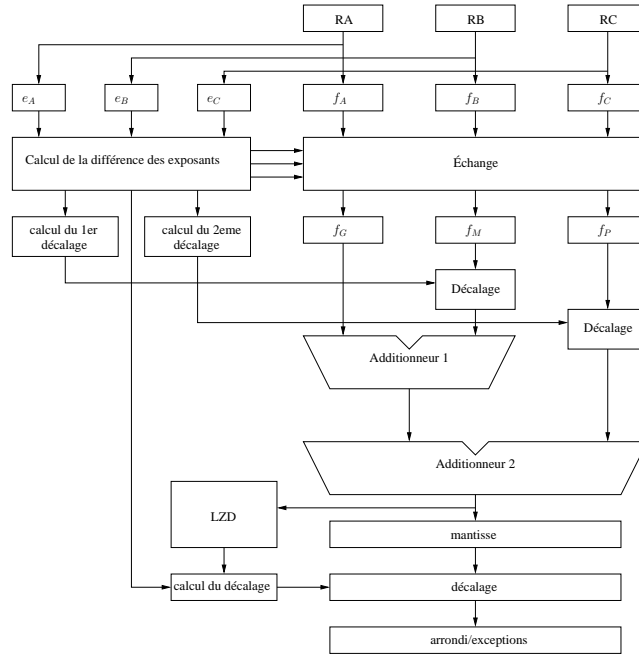 RA RB RC
e_A e_B e_C f_A f_B f_C
Calcul de la différence des exposants Échange
calcul du 1er
décalage
calcul du 2eme
décalage
f_G f_M f_P
Décalage
Décalage
Additionneur 1
Additionneur 2
LZD
mantisse
calcul du décalage décalage
arrondi/exceptions